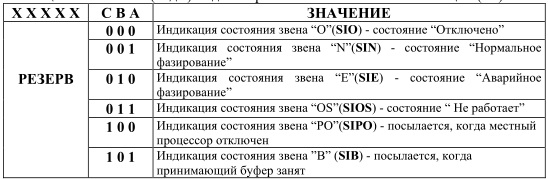 X X X X X C B A ЗНАЧЕНИЕ
РЕЗЕРВ
0 0 0 Индикация состояния звена “O”(SIO) - состояние “Отключено”
0 0 1 Индикация состояния звена “N”(SIN) - состояние “Нормальное
фазирование”
0 1 0 Индикация состояния звена “E”(SIE) - состояние “Аварийное
фазирование”
0 1 1 Индикация состояния звена “OS”(SIOS) - состояние “ Не работает”
1 0 0 Индикация состояния звена “PO”(SIPO) - посылается, когда местный
процессор отключен
1 0 1 Индикация состояния звена ”B” (SIB) - посылается, когда
принимающий буфер занят